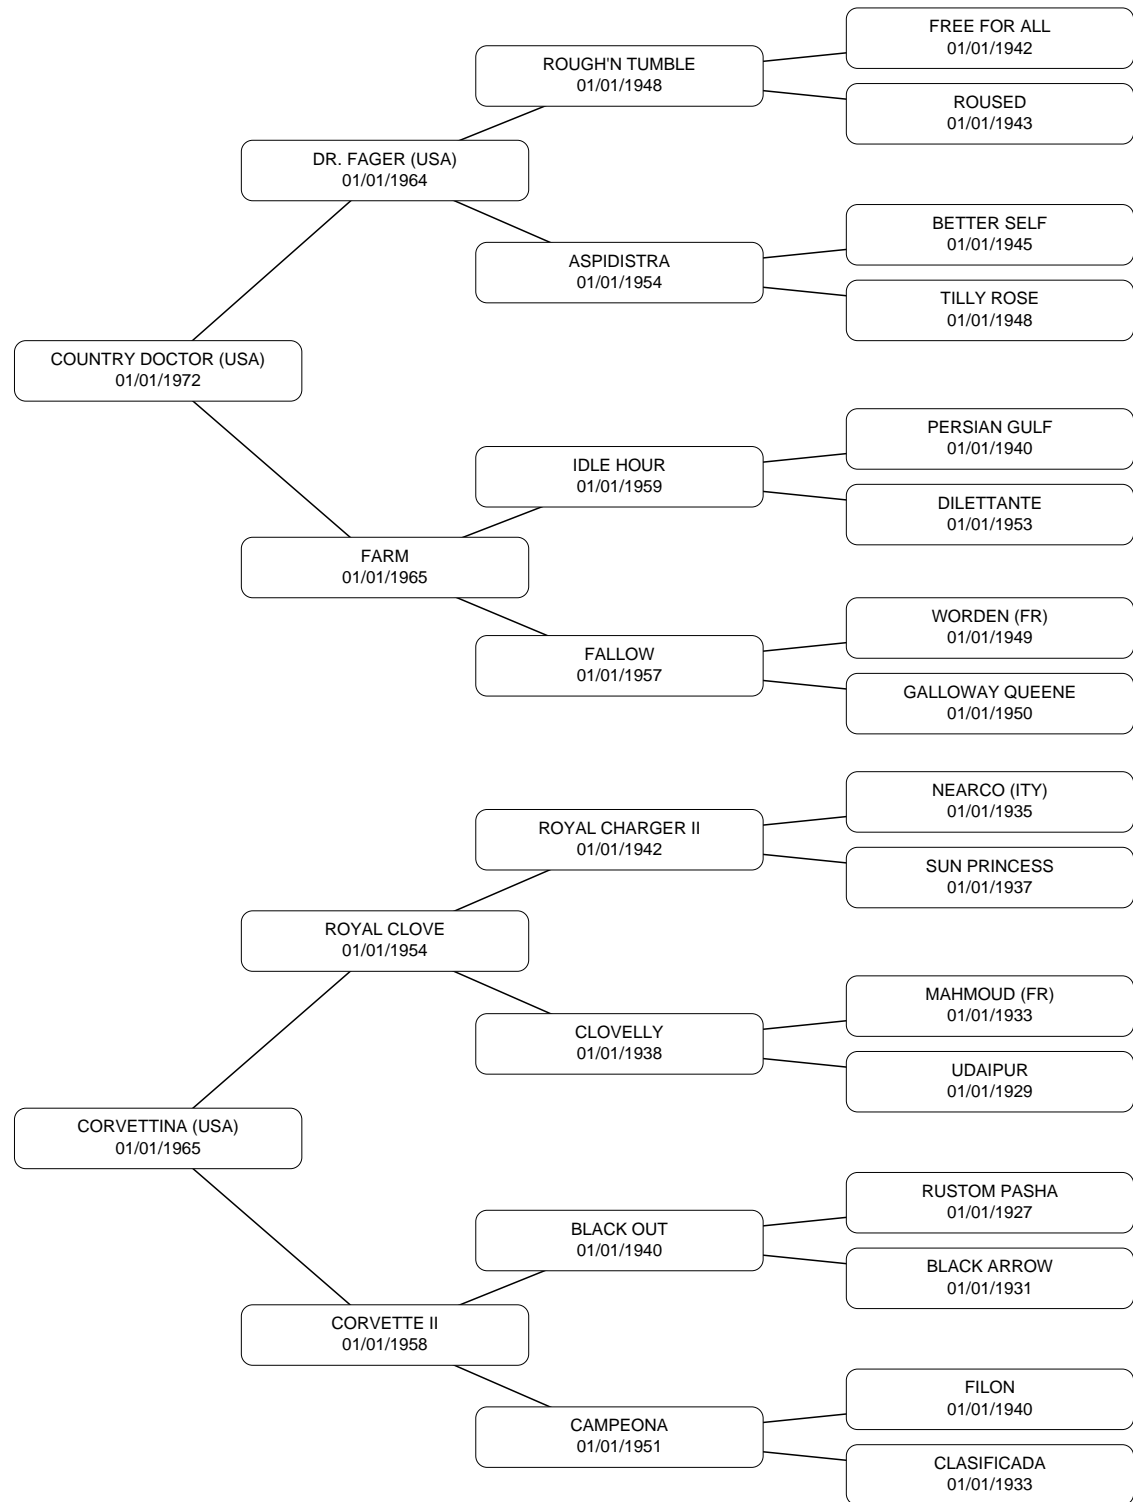 FREE FOR ALL
01/01/1942
ROUGH'N TUMBLE
01/01/1948
ROUSED
01/01/1943
DR. FAGER (USA)
01/01/1964
BETTER SELF
01/01/1945
ASPIDISTRA
01/01/1954
TILLY ROSE
01/01/1948
COUNTRY DOCTOR (USA)
01/01/1972
PERSIAN GULF
01/01/1940
IDLE HOUR
01/01/1959
DILETTANTE
01/01/1953
FARM
01/01/1965
WORDEN (FR)
01/01/1949
FALLOW
01/01/1957
GALLOWAY QUEENE
01/01/1950
NEARCO (ITY)
01/01/1935
ROYAL CHARGER II
01/01/1942
SUN PRINCESS
01/01/1937
ROYAL CLOVE
01/01/1954
MAHMOUD (FR)
01/01/1933
CLOVELLY
01/01/1938
UDAIPUR
01/01/1929
CORVETTINA (USA)
01/01/1965
RUSTOM PASHA
01/01/1927
BLACK OUT
01/01/1940
BLACK ARROW
01/01/1931
CORVETTE II
01/01/1958
FILON
01/01/1940
CAMPEONA
01/01/1951
CLASIFICADA
01/01/1933